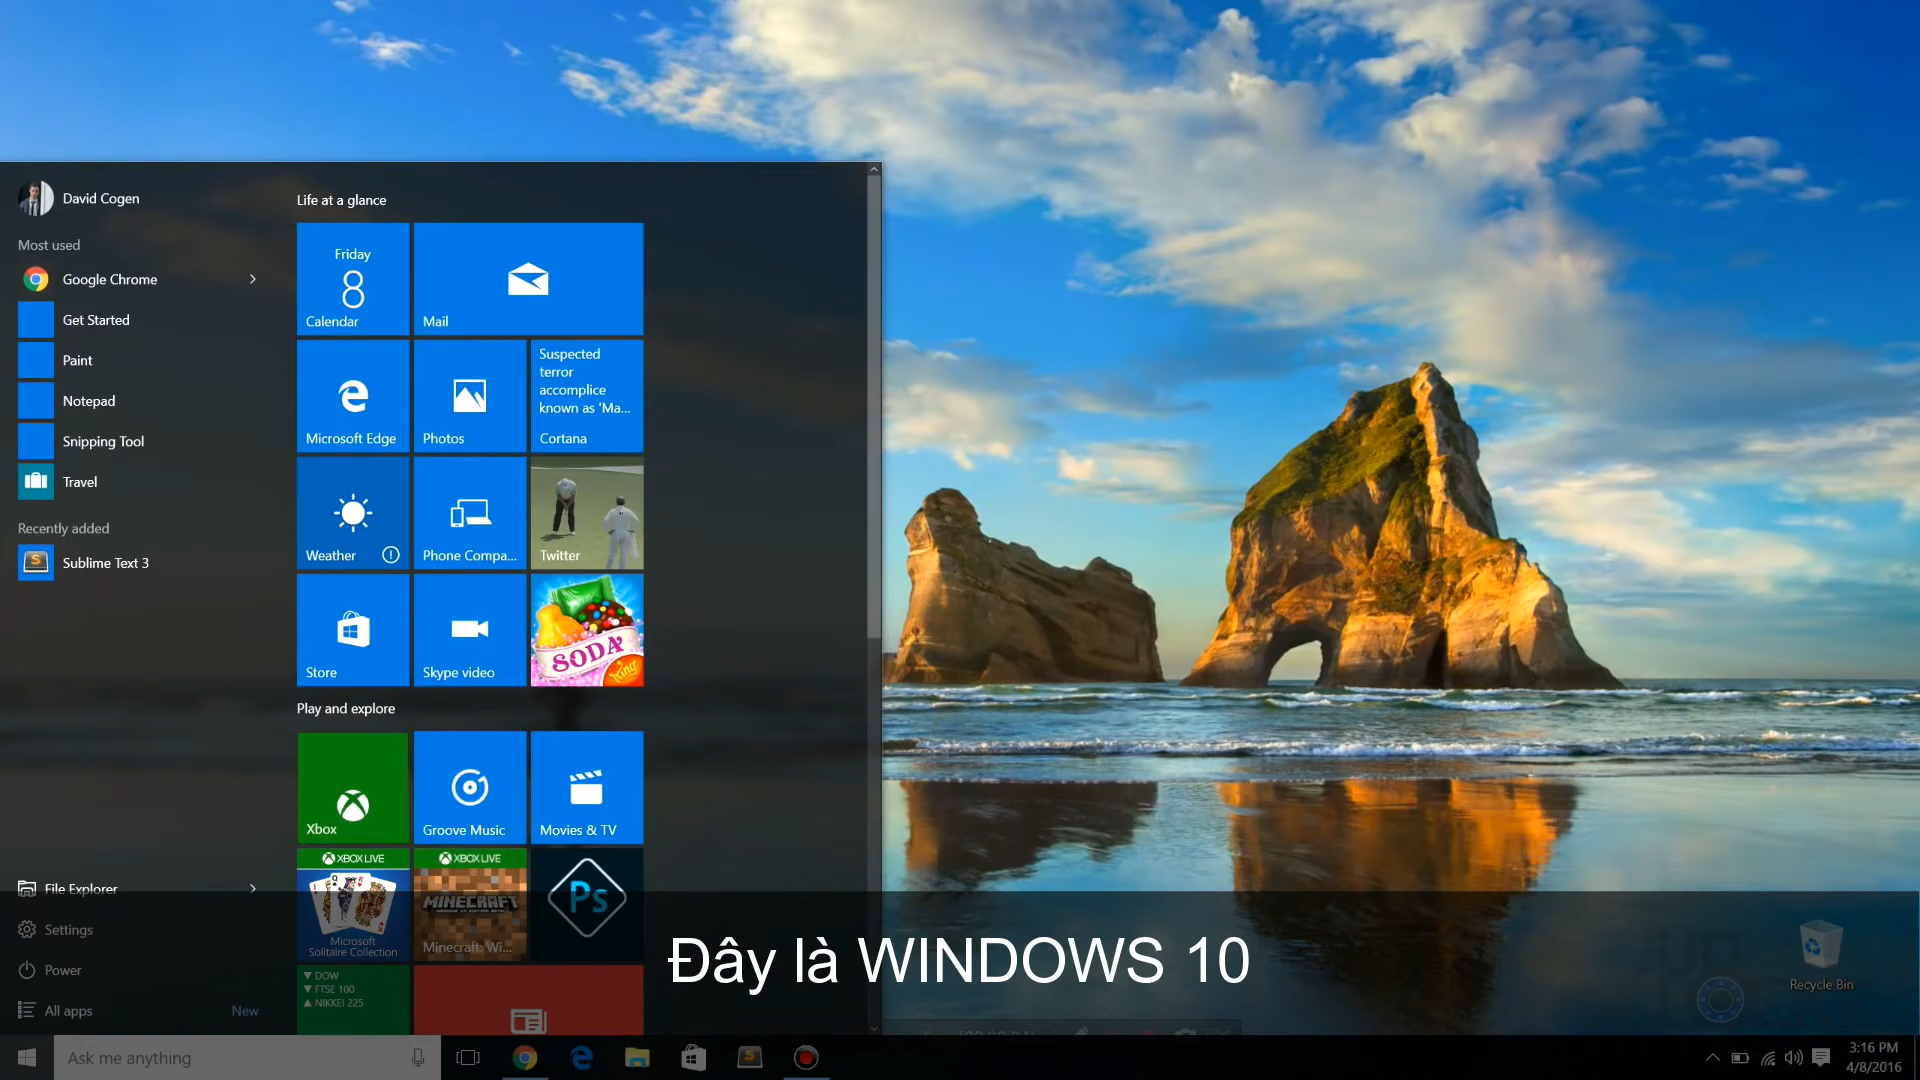 David Cogen
Most used
Google Chrome
Get Started
Paint
Notepad
Snipping Tool
Travel
Recently added
Sublime Text 3
File Explorer
Settings
Power
All apps
New
Life at a glance
Friday
8
Calendar
Mail
Microsoft Edge
Photos
Suspected
terror
accomplice
known as 'Ma...
Cortana
Weather
Phone Compa...
Twitter
Store
Skype video
SODA
King
Play and explore
Xbox
Groove Music
Movies & TV
XBOX LIVE
Microsoft
Solitaire Collection
XBOX LIVE
MINECRAFT
Minecraft: Wi...
Ps
▼ DOW
▼ FTSE 100
▲ NIKKEI 225
Đây là WINDOWS 10
Recycle Bin
Ask me anything
3:16 PM
4/8/2016